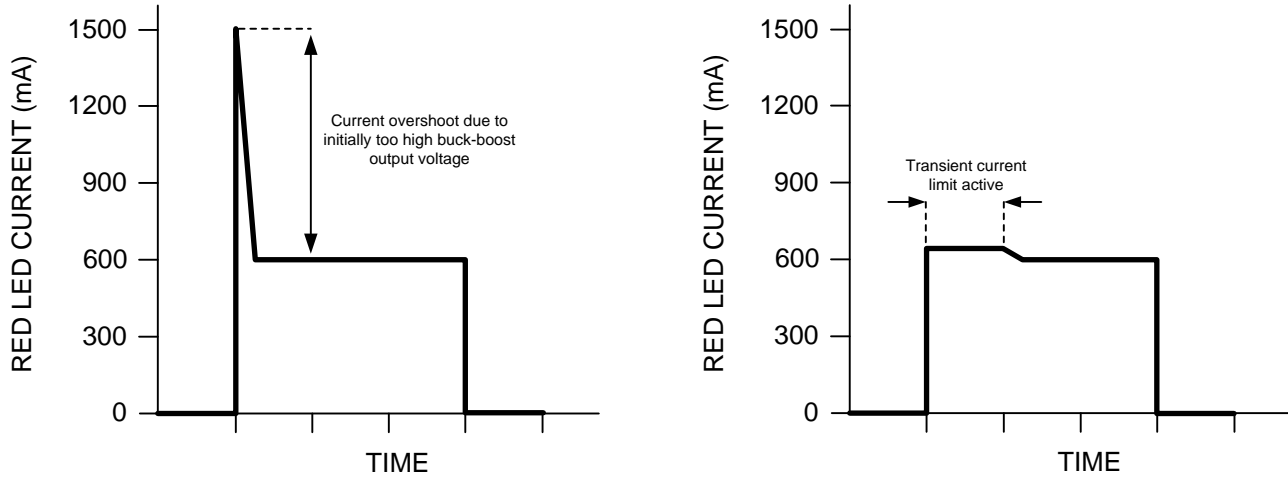 RED LED CURRENT (mA)
1500
1200
900
600
300
0
Current overshoot due to
initially too high buck-boost
output voltage
TIME
RED LED CURRENT (mA)
1500
1200
900
600
300
0
Transient current
limit active
TIME